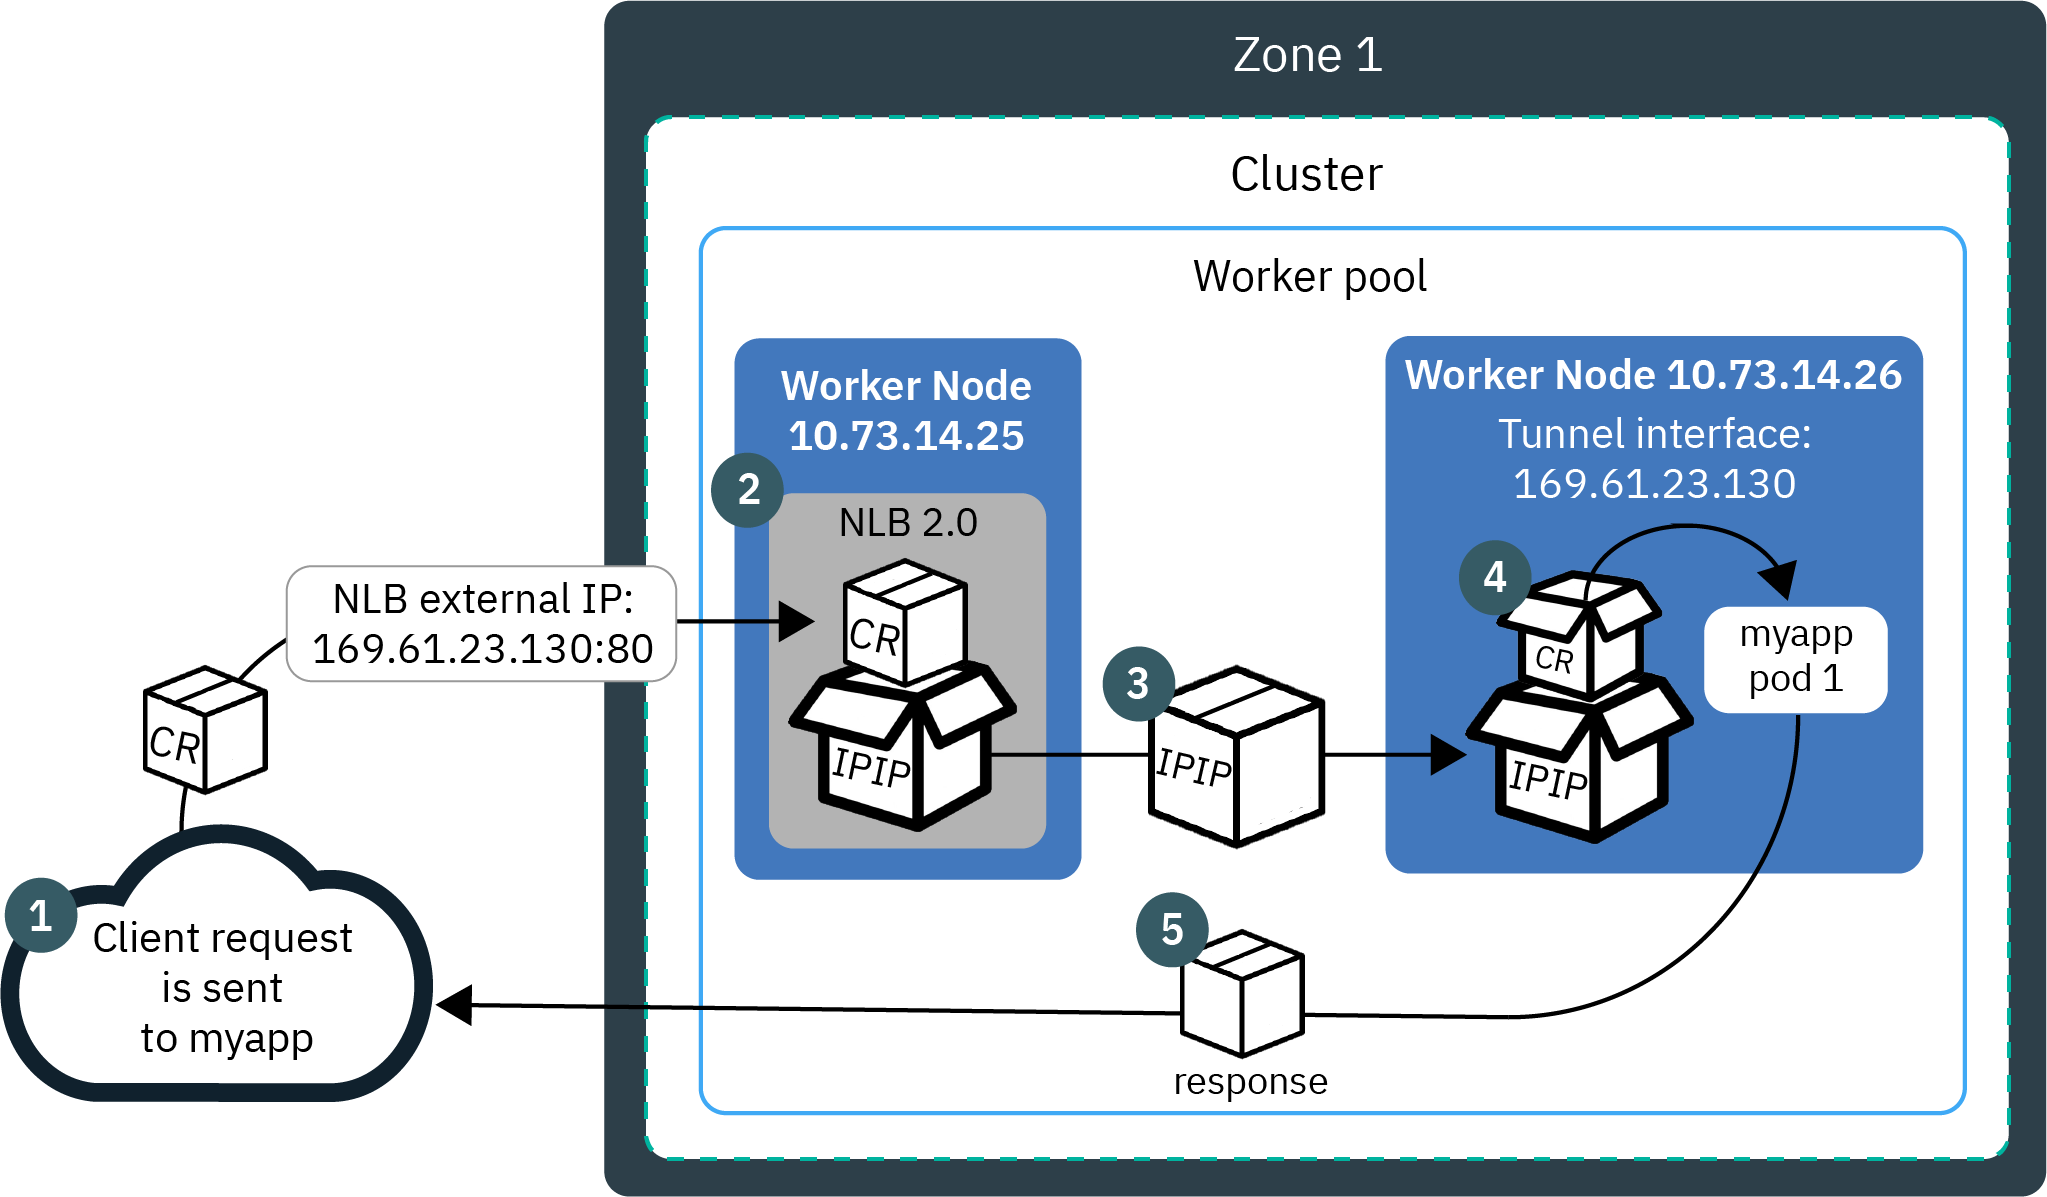 Zone 1
Cluster
Worker pool
Worker Node
10.73.14.25
2
NLB 2.0
CR
IPIP
NLB external IP:
169.61.23.130:80
CR
1
Client request
is sent
to myapp
3
IPIP
Worker Node 10.73.14.26
Tunnel interface:
169.61.23.130
4
CR
IPIP
myapp
pod 1
5
response